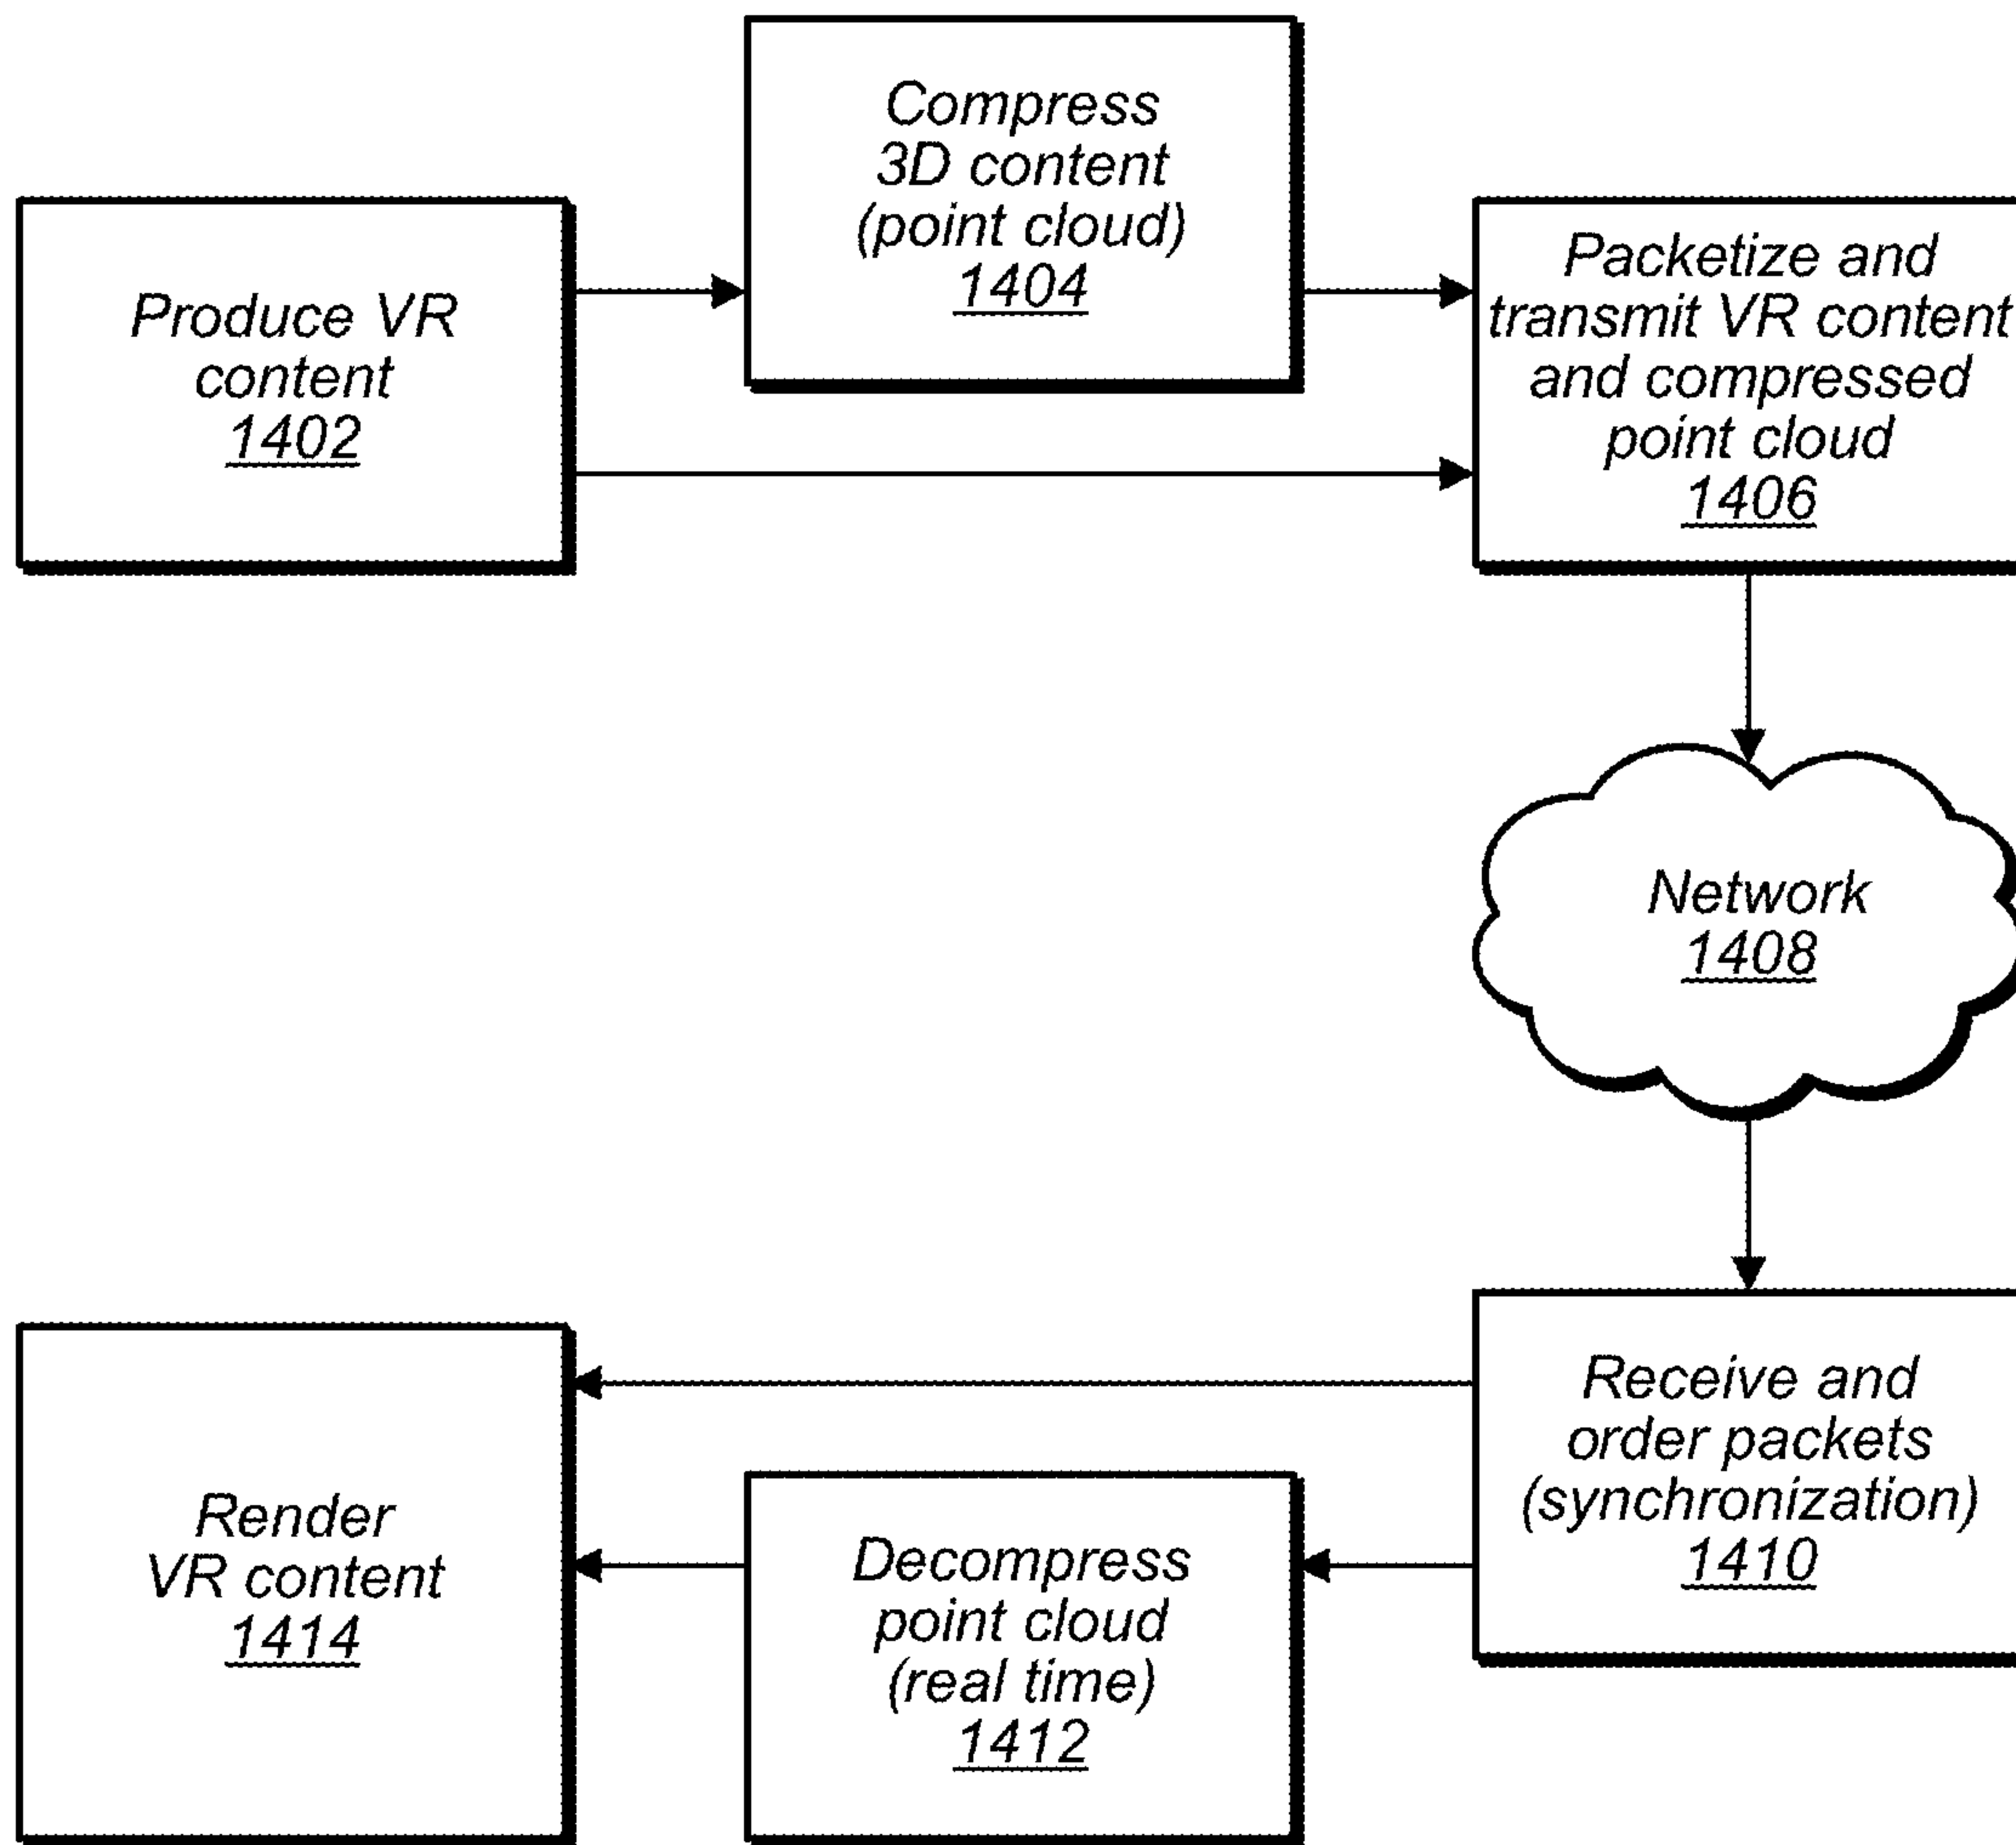 Produce VR
content
1402
Compress
3D content
(point cloud)
1404
Packetize and
transmit VR content
and compressed
point cloud
1406
Network
1408
Receive and
order packets
(synchronization)
1410
Decompress
point cloud
(real time)
1412
Render
VR content
1414